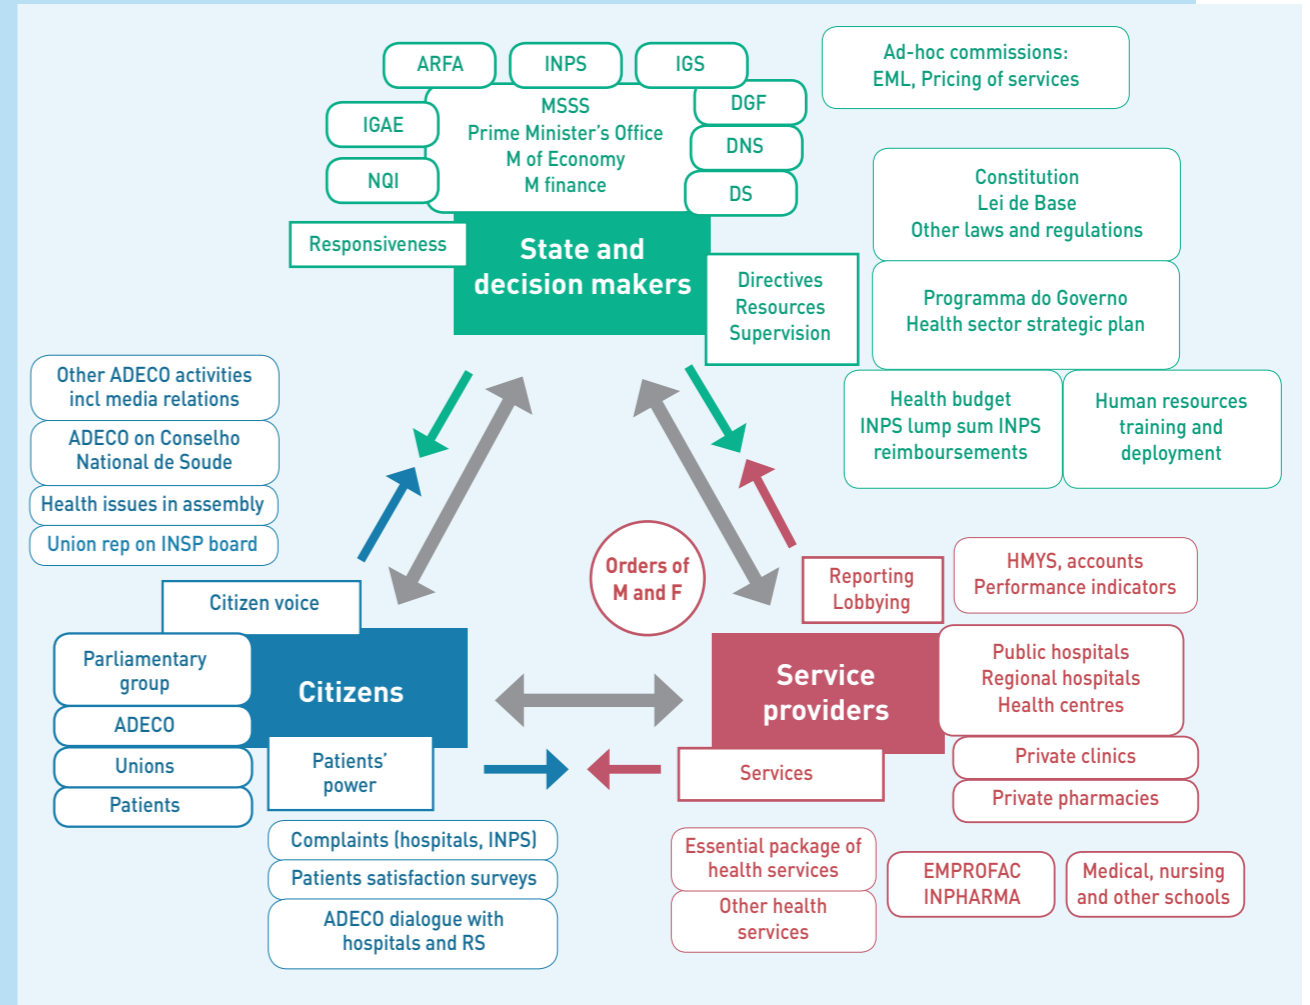 ARFA
INPS
IGS
Ad-hoc commissions:
EML, Pricing of services
IGAE
NQI
MSSS
Prime Minister's Office
M of Economy
M finance
DGF
DNS
DS
Constitution
Lei de Base
Other laws and regulations
Responsiveness
State and
decision makers
Directives
Resources
Supervision
Programma do Governo
Health sector strategic plan
Health budget
INPS lump sum INPS
reimboursements
Human resources
training and
deployment
Other ADECO activities
incl media relations
ADECO on Conselho
National de Soude
Health issues in assembly
Union rep on INSP board
Orders of
M and F
Reporting
Lobbying
HMYS, accounts
Performance indicators
Citizen voice
Parliamentary
group
ADECO
Unions
Patients
Citizens
Patients'
power
Service
providers
Services
Public hospitals
Regional hospitals
Health centres
Private clinics
Private pharmacies
Complaints (hospitals, INPS)
Patients satisfaction surveys
ADECO dialogue with
hospitals and RS
Essential package of
health services
Other health
services
EMPROFAC
INPHARMA
Medical, nursing
and other schools